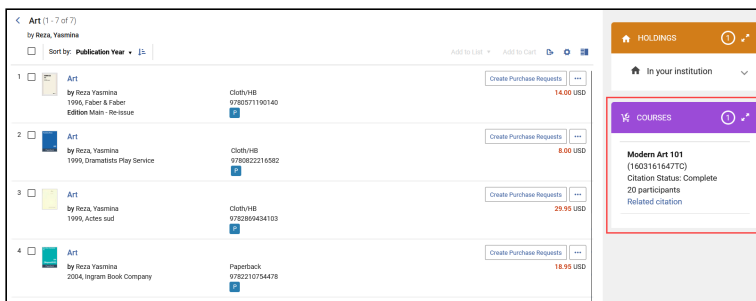 Art (1 - 7 of 7)
by Reza, Yasmina
Sort by: Publication Year
Add to List
Add to Cart
1
Art
by Reza Yasmina
1996, Faber & Faber
Edition Main - Re-issue
Cloth/HB
9780571190140
P
Create Purchase Requests
14.00 USD
2
Art
by Reza, Yasmina
1999, Dramatists Play Service
Cloth/HB
9780822216582
P
Create Purchase Requests
8.00 USD
3
Art
by Reza, Yasmina
1999, Actes sud
Cloth/HB
9782869434103
P
Create Purchase Requests
29.95 USD
4
Art
by Reza Yasmina
2004, Ingram Book Company
Paperback
9782210754478
P
Create Purchase Requests
18.95 USD
HOLDINGS
1
In your institution
COURSES
1
Modern Art 101
(1603161647TC)
Citation Status: Complete
20 participants
Related citation